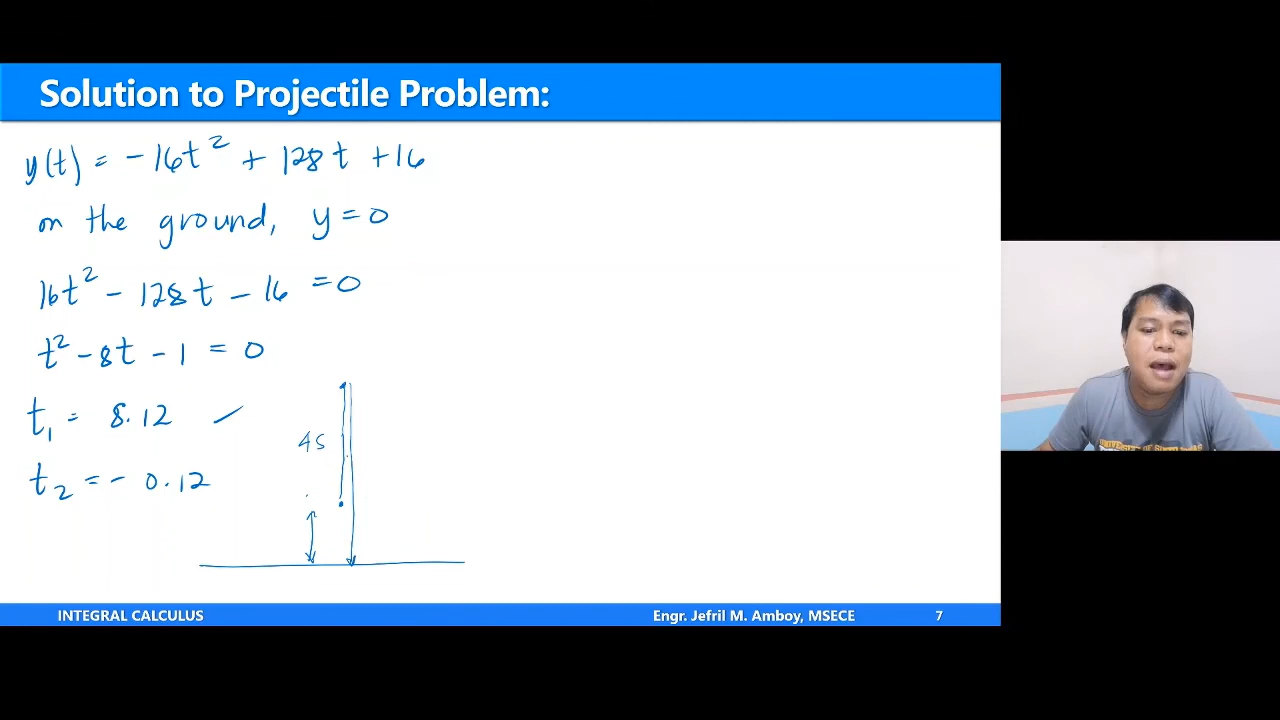 Solution to Projectile Problem:
y(t) = -16t² + 128t + 16
on the ground, y = 0
16t² - 128t - 16 = 0
t² - 8t - 1 = 0
t₁ = 8.12
t₂ = - 0.12
4s
INTEGRAL CALCULUS
Engr. Jefril M. Amboy, MSECE
7